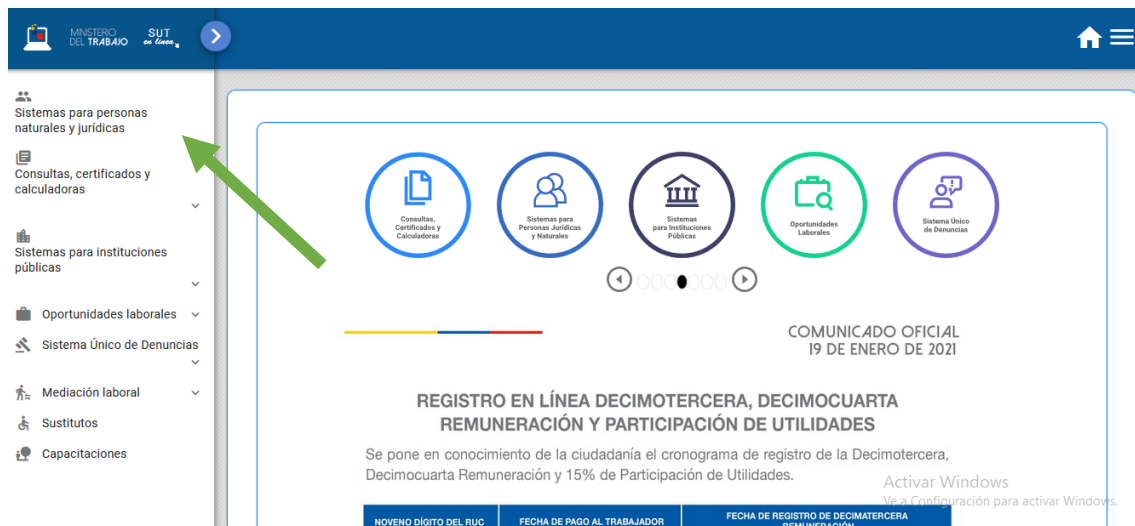 MINISTERIO
DEL TRABAJO
SUT
en línea
Sistemas para personas
naturales y jurídicas
Consultas, certificados y
calculadoras
Sistemas para instituciones
públicas
Oportunidades laborales
Sistema Único de Denuncias
Mediación laboral
Sustitutos
Capacitaciones
Consultas,
Certificados y
Calculadoras
Sistemas para
Personas Jurídicas
y Naturales
Sistemas
para Instituciones
Públicas
Oportunidades
Laborales
Sistema Único
de Denuncias
COMUNICADO OFICIAL
19 DE ENERO DE 2021
REGISTRO EN LÍNEA DECIMOTERCERA, DECIMOCUARTA
REMUNERACIÓN Y PARTICIPACIÓN DE UTILIDADES
Se pone en conocimiento de la ciudadanía el cronograma de registro de la Decimotercera,
Decimocuarta Remuneración y 15% de Participación de Utilidades.
Activar Windows
Ve a Configuración para activar Windows.
NOVENO DÍGITO DEL RUC
FECHA DE PAGO AL TRABAJADOR
FECHA DE REGISTRO DE DECIMATERCERA
REMUNERACIÓN